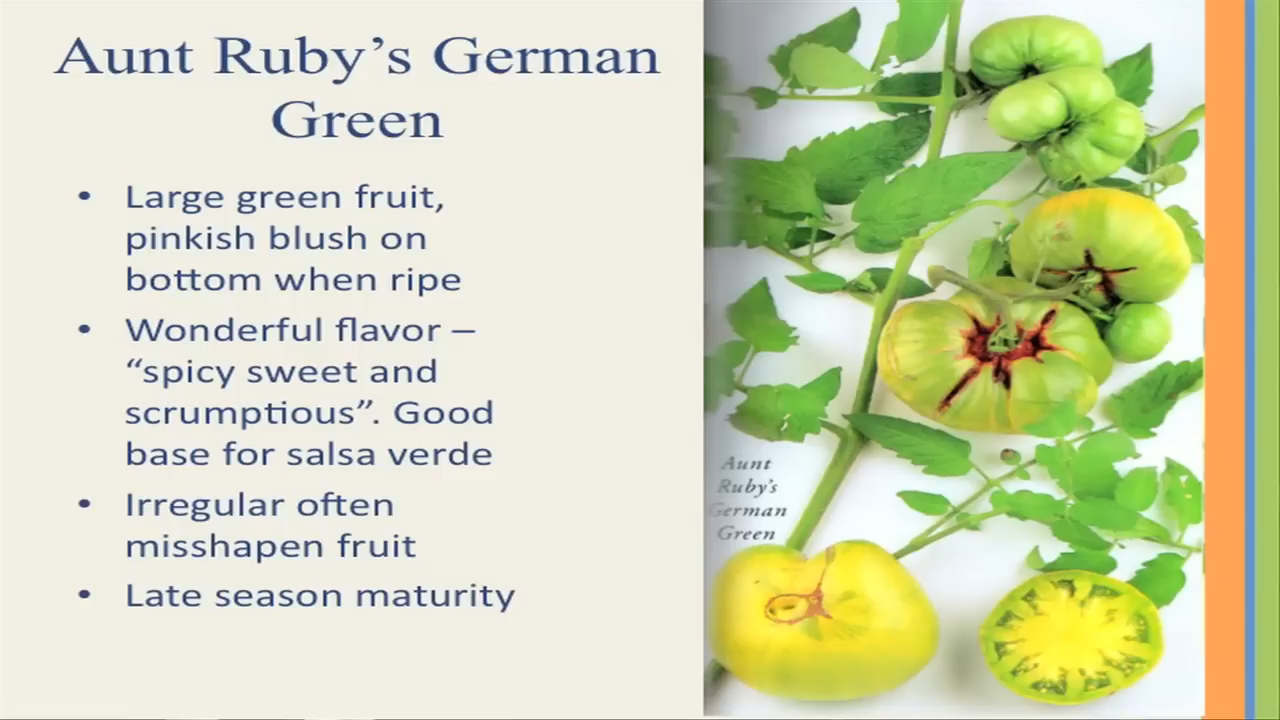 Aunt Ruby’s German
Green
• Large green fruit,
pinkish blush on
bottom when ripe
• Wonderful flavor –
“spicy sweet and
scrumptious”. Good
base for salsa verde
• Irregular often
misshapen fruit
• Late season maturity
Aunt
Ruby's
German
Green